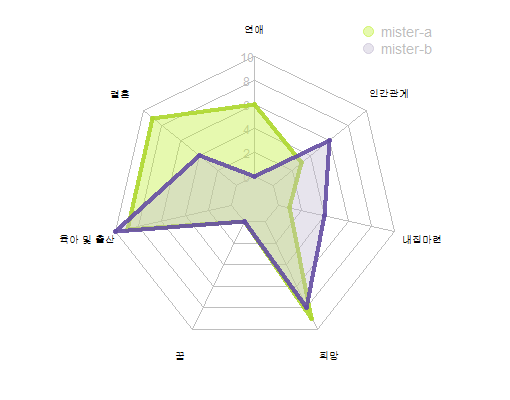 연애
mister-a
mister-b
10
8
6
4
2
결혼
인간관계
육아 및 출산
내집마련
꿈
희망